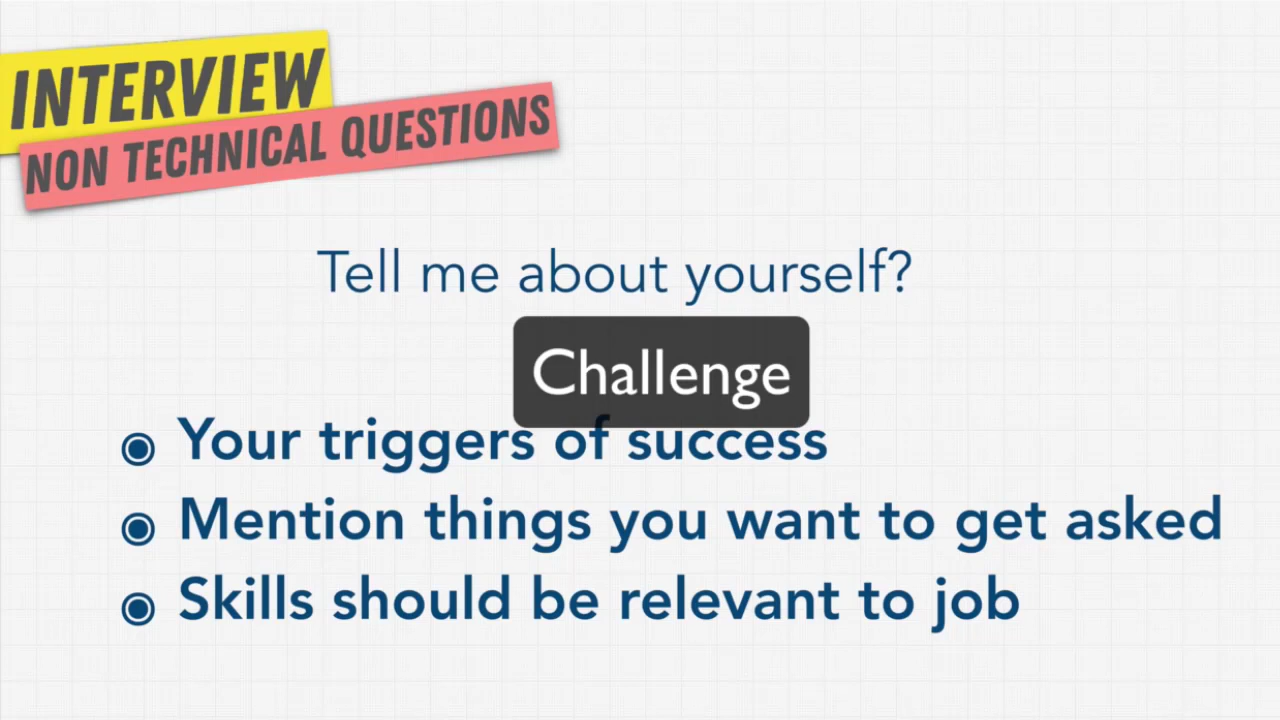 INTERVIEW
NON TECHNICAL QUESTIONS
Tell me about yourself?
Challenge
Your triggers of success
Mention things you want to get asked
Skills should be relevant to job